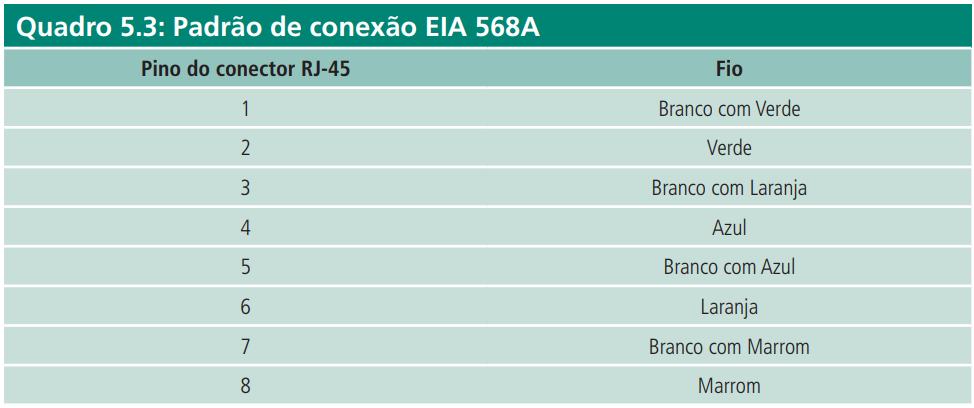 Quadro 5.3: Padrão de conexão EIA 568A
Pino do conector RJ-45 Fio
1 Branco com Verde
2 Verde
3 Branco com Laranja
4 Azul
5 Branco com Azul
6 Laranja
7 Branco com Marrom
8 Marrom